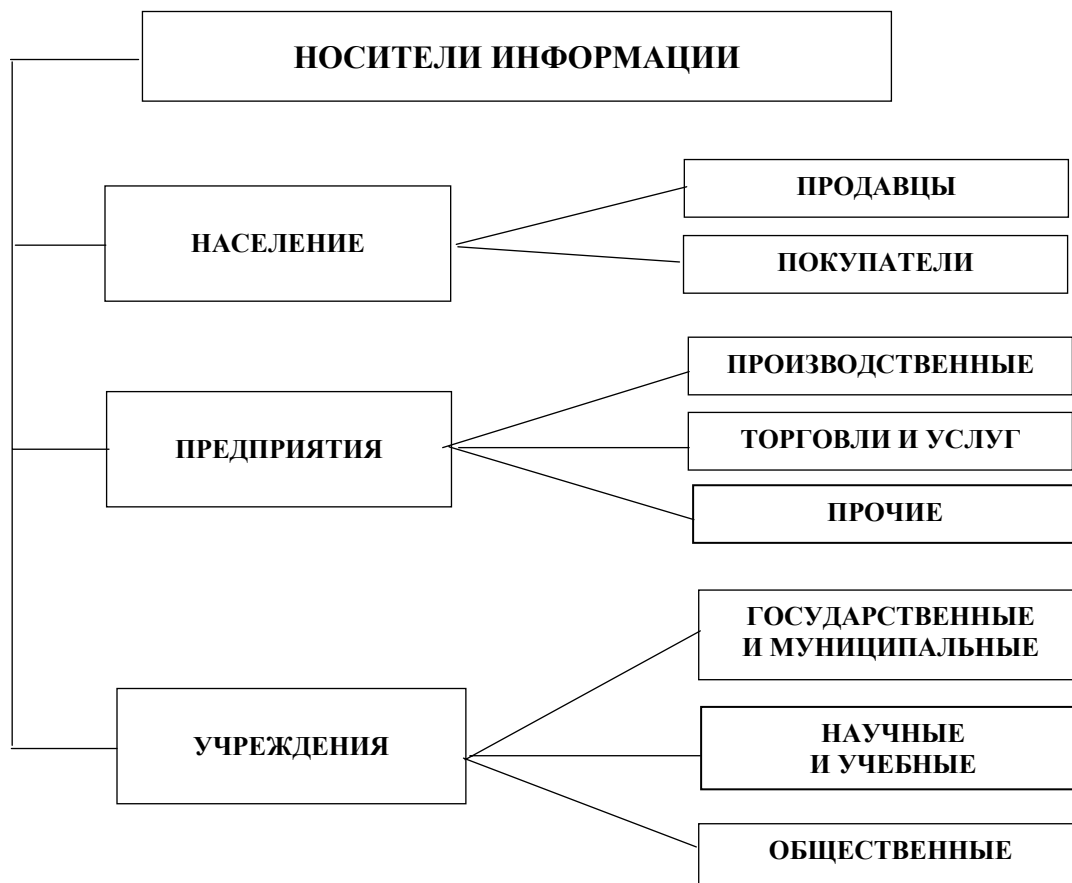 НОСИТЕЛИ ИНФОРМАЦИИ
НАСЕЛЕНИЕ
ПРОДАВЦЫ
ПОКУПАТЕЛИ
ПРЕДПРИЯТИЯ
ПРОИЗВОДСТВЕННЫЕ
ТОРГОВЛИ И УСЛУГ
ПРОЧИЕ
УЧРЕЖДЕНИЯ
ГОСУДАРСТВЕННЫЕ
И МУНИЦИПАЛЬНЫЕ
НАУЧНЫЕ
И УЧЕБНЫЕ
ОБЩЕСТВЕННЫЕ